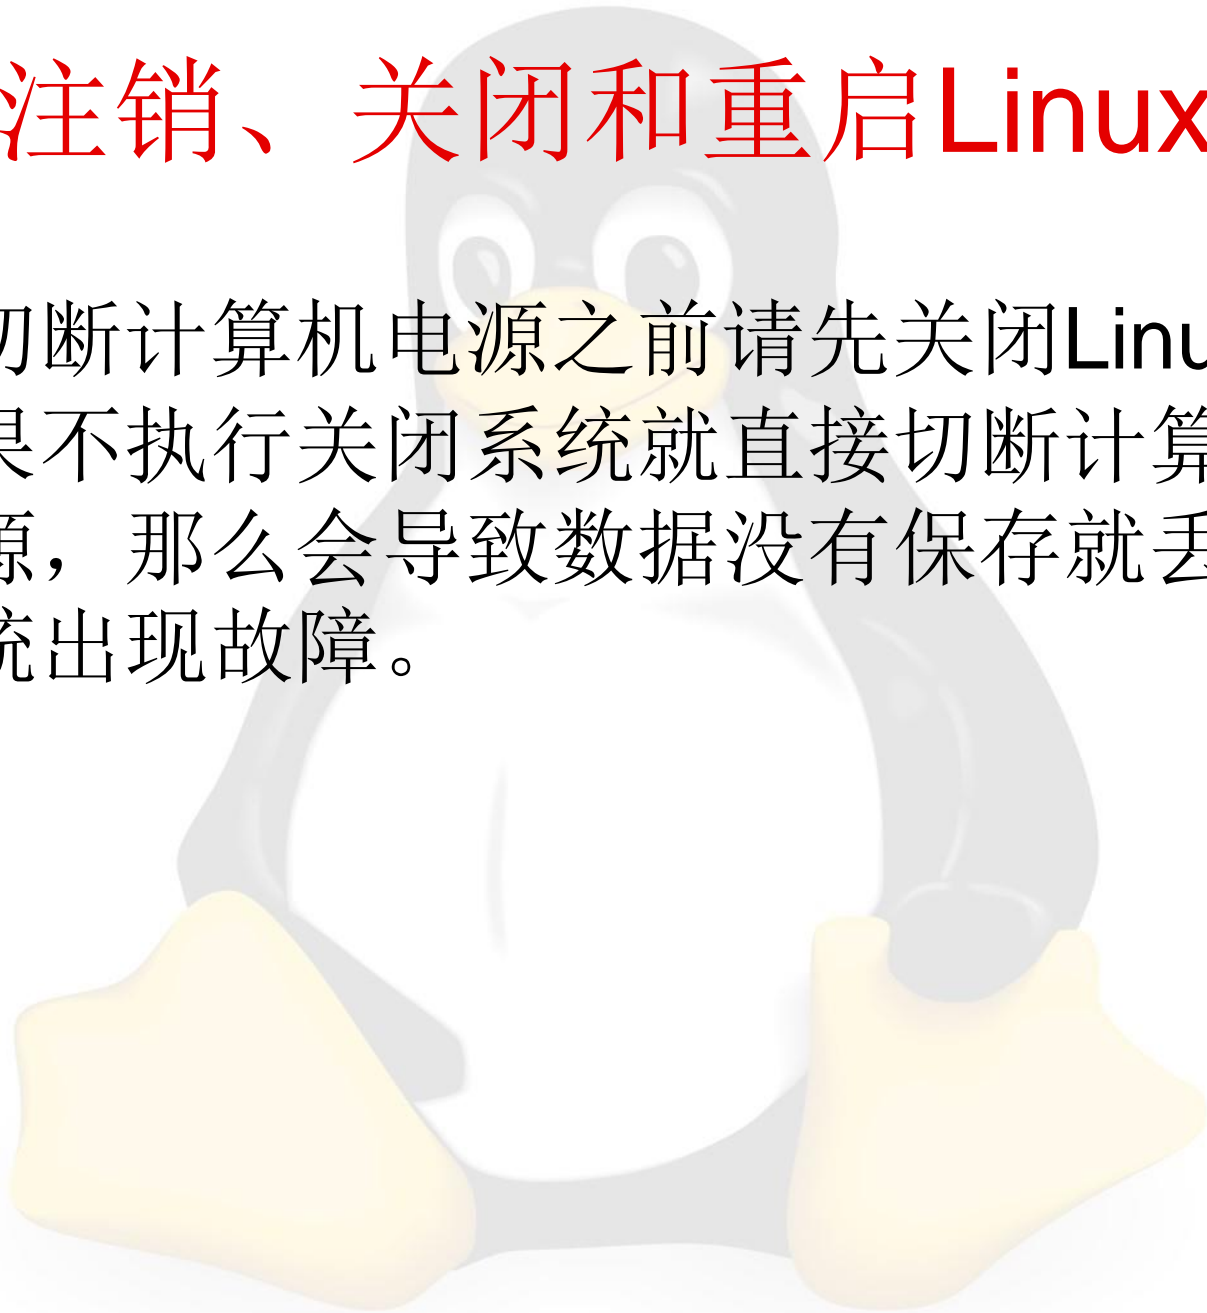 注销、关闭和重启Linux
切断计算机电源之前请先关闭Linu
果不执行关闭系统就直接切断计算
源，那么会导致数据没有保存就丢
统出现故障。